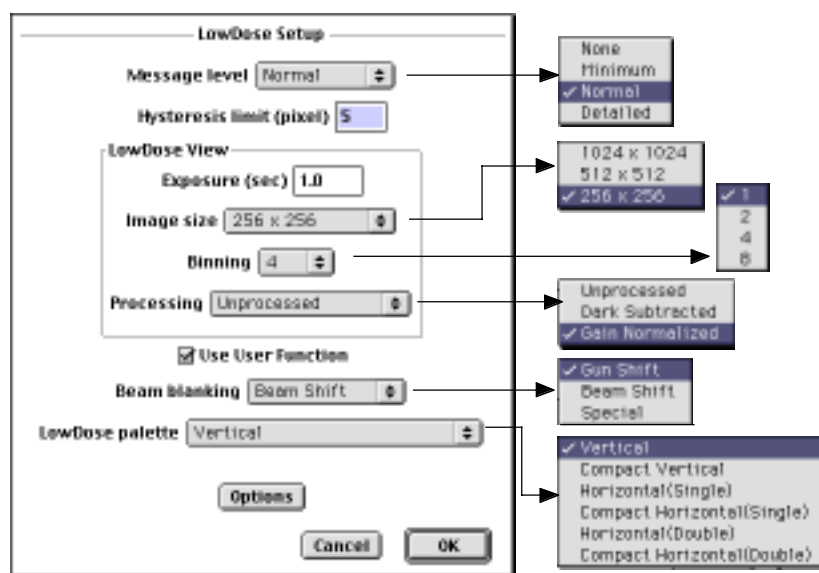 LowDose Setup
Message level Normal
Hysteresis limit (pixel) 5
LowDose View
Exposure (sec) 1.0
Image size 256 x 256
Binning 4
Processing Unprocessed
Use User Function
Beam blanking Beam Shift
LowDose palette Vertical
Options
Cancel OK
None
Minimum
Normal
Detailed
1024 x 1024
512 x 512
256 x 256
1
2
4
8
Unprocessed
Dark Subtracted
Gain Normalized
Gun Shift
Beam Shift
Special
Vertical
Compact Vertical
Horizontal(Single)
Compact Horizontal(Single)
Horizontal(Double)
Compact Horizontal(Double)